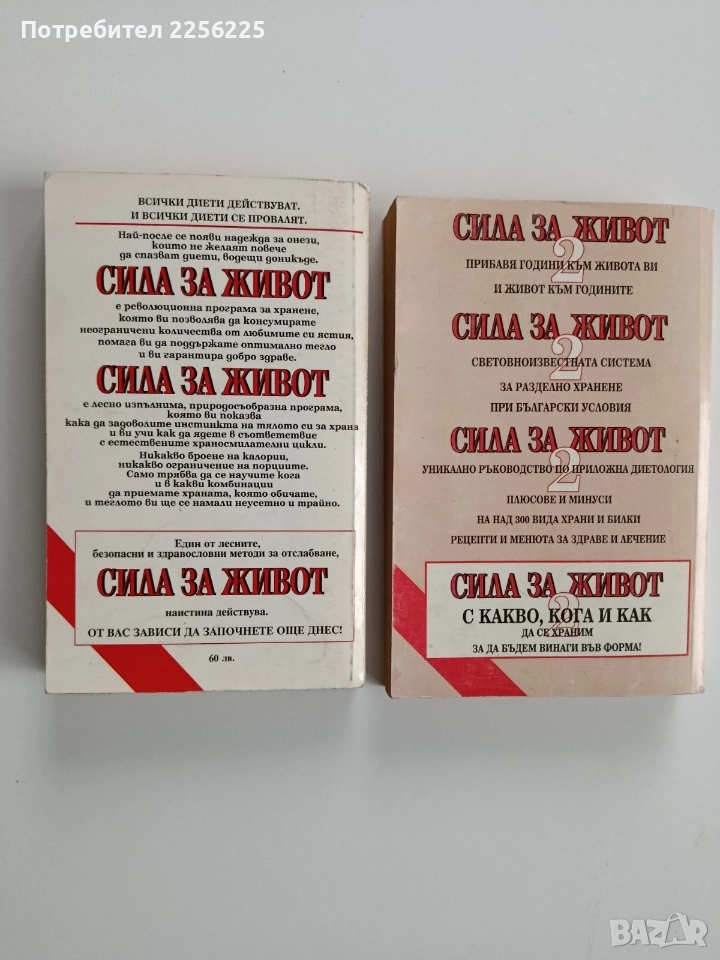 Потребител 2256225
ВСИЧКИ ДИЕТИ ДЕЙСТВУВАТ.
И ВСИЧКИ ДИЕТИ СЕ ПРОВАЛЯТ.
Най-после се появи надежда за онези,
които не желаят повече
да спазват диети, водещи доникъде.
СИЛА ЗА ЖИВОТ
е революционна програма за хранене,
която ви позволява да консумирате
неограничени количества от любимите си ястия,
помага ви да поддържате оптимално тегло
и ви гарантира добро здраве.
СИЛА ЗА ЖИВОТ
е лесно изпълнима, природосъобразна програма,
която ви показва
кака да задоволите инстинкта на тялото си за храна
и ви учи как да ядете в съответствие
с естествените храносмилателни цикли.
Никакво броене на калории,
никакво ограничение на порциите.
Само трябва да се научите кога
и в какви комбинации
да приемате храната, която обичате,
и теглото ви ще се намали неусетно и трайно.
Един от лесните,
безопасни и здравословни методи за отслабване,
СИЛА ЗА ЖИВОТ
наистина действува.
ОТ ВАС ЗАВИСИ ДА ЗАПОЧНЕТЕ ОЩЕ ДНЕС!
60 лв.
СИЛА ЗА ЖИВОТ
2
ПРИБАВЯ ГОДИНИ КЪМ ЖИВОТА ВИ
И ЖИВОТ КЪМ ГОДИНИТЕ
СИЛА ЗА ЖИВОТ
2
СВЕТОВНОИЗВЕСТНАТА СИСТЕМА
ЗА РАЗДЕЛНО ХРАНЕНЕ
ПРИ БЪЛГАРСКИ УСЛОВИЯ
СИЛА ЗА ЖИВОТ
2
УНИКАЛНО РЪКОВОДСТВО ПО ПРИЛОЖНА ДИЕТОЛОГИЯ
ПЛЮСОВЕ И МИНУСИ
НА НАД 300 ВИДА ХРАНИ И БИЛКИ
РЕЦЕПТИ И МЕНЮТА ЗА ЗДРАВЕ И ЛЕЧЕНИЕ
СИЛА ЗА ЖИВОТ
2
С КАКВО, КОГА И КАК
ДА СЕ ХРАНИМ
ЗА ДА БЪДЕМ ВИНАГИ ВЪВ ФОРМА!
BAZAR